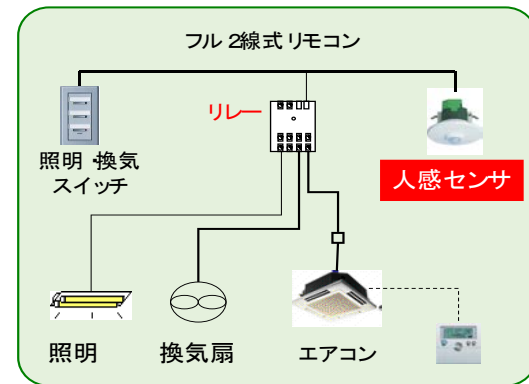 フル2線式リモコン
リレー
照明・換気
スイッチ
人感センサ
照明
換気扇
エアコン